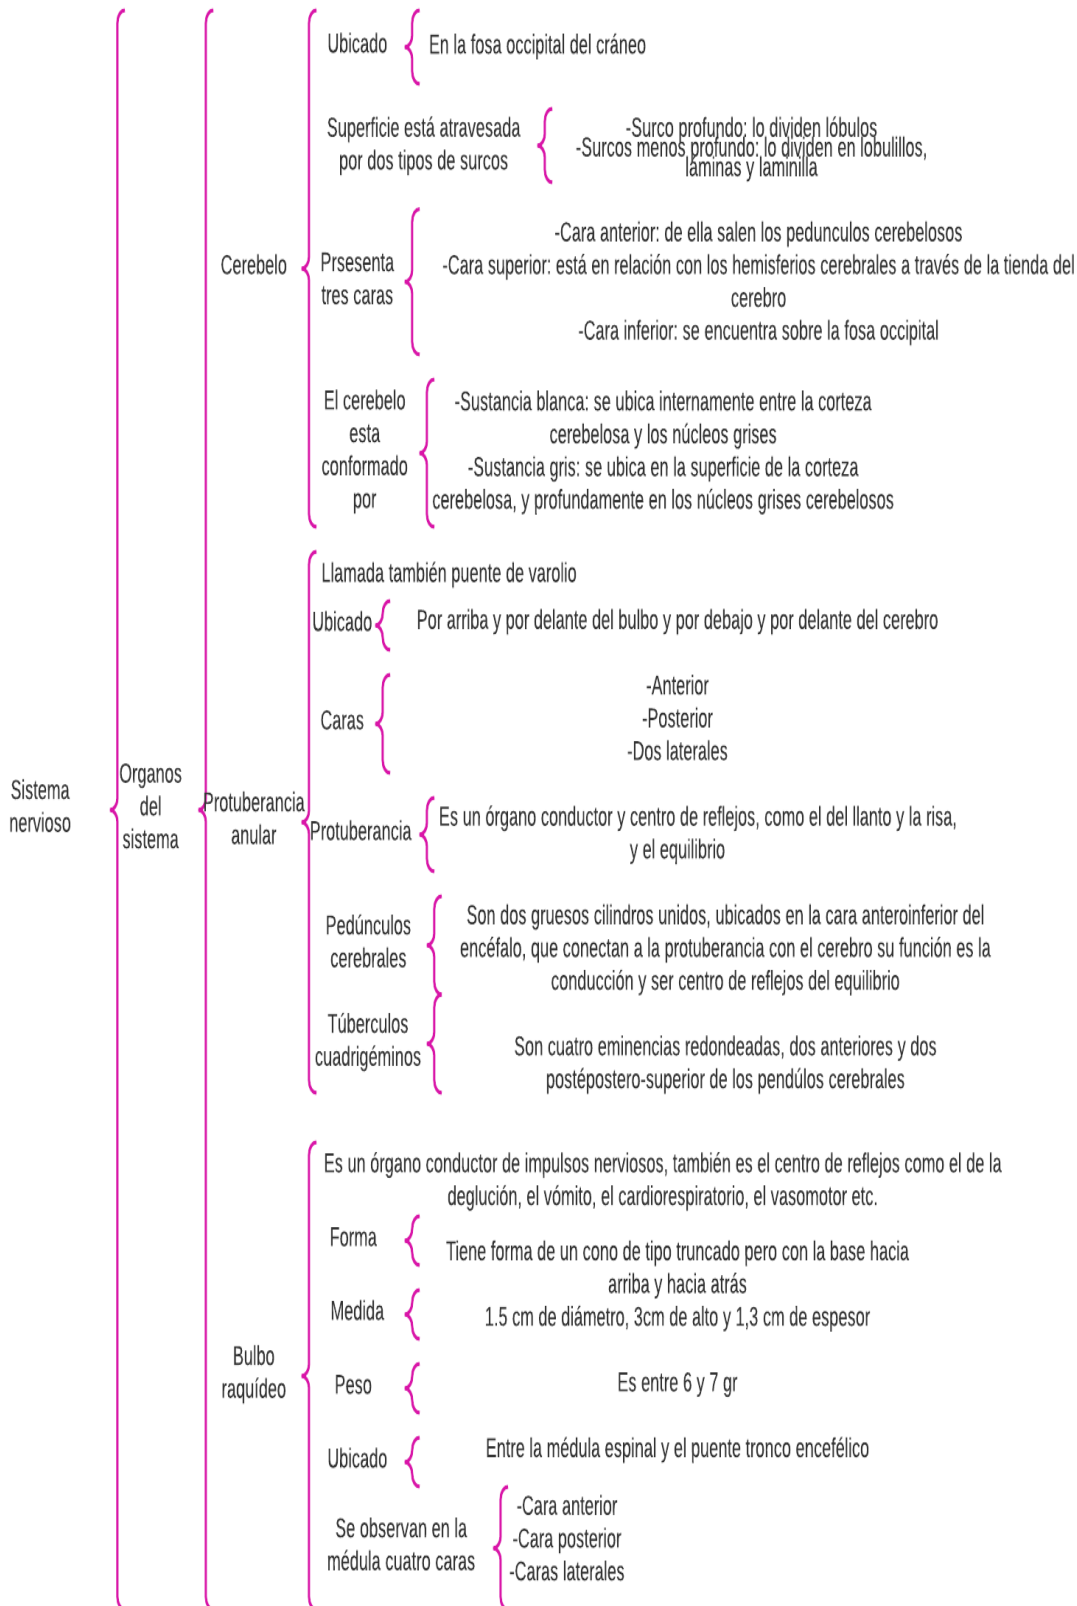 Ubicado
En la fosa occipital del cráneo
Superficie está atravesada
por dos tipos de surcos
-Surco profundo: lo dividen lóbulos
-Surcos menos profundo: lo dividen en lobulillos,
láminas y laminilla
Cerebelo
Prsesenta
tres caras
-Cara anterior: de ella salen los pedunculos cerebelosos
-Cara superior: está en relación con los hemisferios cerebrales a través de la tienda del
cerebro
-Cara inferior: se encuentra sobre la fosa occipital
El cerebelo
esta
conformado
por
-Sustancia blanca: se ubica internamente entre la corteza
cerebelosa y los núcleos grises
-Sustancia gris: se ubica en la superficie de la corteza
cerebelosa, y profundamente en los núcleos grises cerebelosos
Llamada también puente de varolio
Ubicado
Por arriba y por delante del bulbo y por debajo y por delante del cerebro
Caras
-Anterior
-Posterior
-Dos laterales
Sistema
nervioso
Organos
del
sistema
Protuberancia
anular
Protuberancia
Es un órgano conductor y centro de reflejos, como el del llanto y la risa,
y el equilibrio
Pedúnculos
cerebrales
Son dos gruesos cilindros unidos, ubicados en la cara anteroinferior del
encéfalo, que conectan a la protuberancia con el cerebro su función es la
conducción y ser centro de reflejos del equilibrio
Túberculos
cuadrigéminos
Son cuatro eminencias redondeadas, dos anteriores y dos
postépostero-superior de los pendúlos cerebrales
Es un órgano conductor de impulsos nerviosos, también es el centro de reflejos como el de la
deglución, el vómito, el cardiorespiratorio, el vasomotor etc.
Forma
Tiene forma de un cono de tipo truncado pero con la base hacia
arriba y hacia atrás
Medida
1.5 cm de diámetro, 3cm de alto y 1,3 cm de espesor
Bulbo
raquídeo
Peso
Es entre 6 y 7 gr
Ubicado
Entre la médula espinal y el puente tronco encefélico
Se observan en la
médula cuatro caras
-Cara anterior
-Cara posterior
-Caras laterales